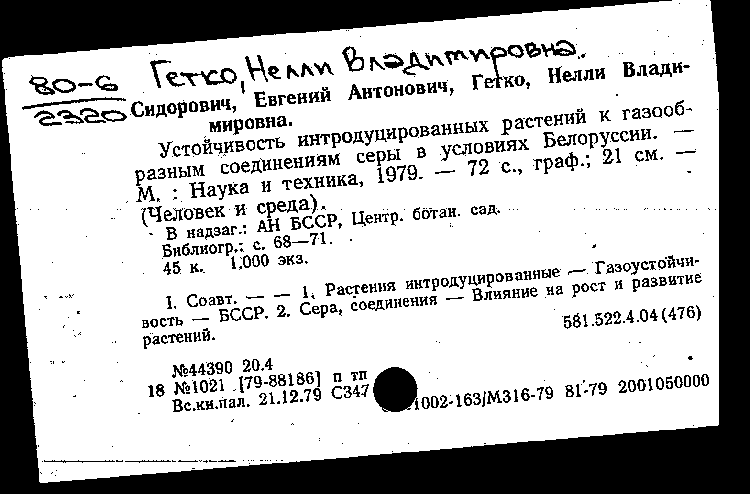 80-6 Гетко, Нелли Владимировна.
2320
Сидорович, Евгений Антонович, Гетко, Нелли Влади-
мировна.
Устойчивость интродуцированных растений к газооб-
разным соединениям серы в условиях Белоруссии. —
М. : Наука и техника, 1979. — 72 с., граф.; 21 см. —
(Человек и среда).
В надзаг.: АН БССР, Центр. ботан. сад.
Библиогр.: с. 68—71.
45 к. 1,000 экз.
1. Соавт. — — 1. Растения интродуцированные — Газоустойчи-
вость — БССР. 2. Сера, соединения — Влияние на рост и развитие
растений.
581.522.4.04(476)
№44390 20.4
18 №1021 [79-88186] п тп
Вс.кн.пал. 21.12.79 С347 1002-163/М316-79 81-79 2001050000